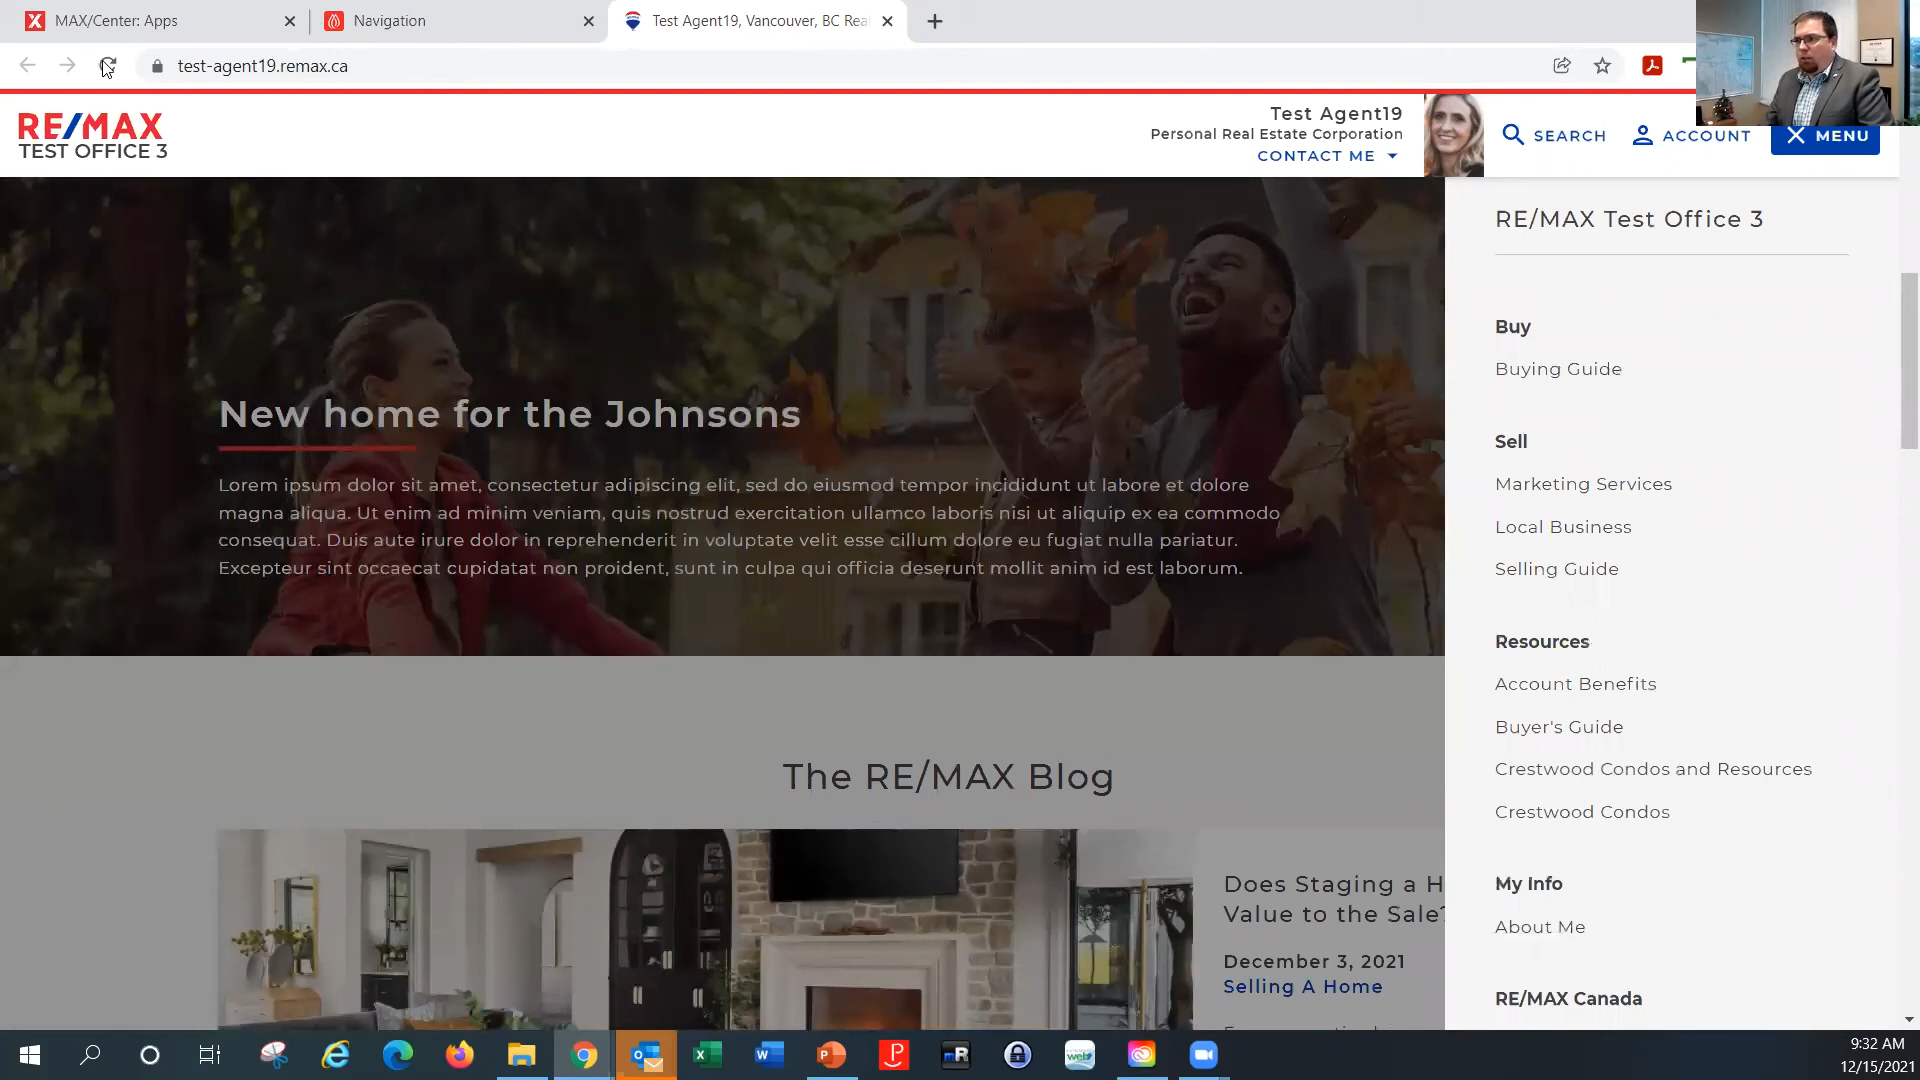 MAX/Center: Apps
Navigation
Test Agent19, Vancouver, BC Rea
test-agent19.remax.ca
RE/MAX
TEST OFFICE 3
Test Agent19
Personal Real Estate Corporation
CONTACT ME
SEARCH
ACCOUNT
MENU
New home for the Johnsons
Lorem ipsum dolor sit amet, consectetur adipiscing elit, sed do eiusmod tempor incididunt ut labore et dolore
magna aliqua. Ut enim ad minim veniam, quis nostrud exercitation ullamco laboris nisi ut aliquip ex ea commodo
consequat. Duis aute irure dolor in reprehenderit in voluptate velit esse cillum dolore eu fugiat nulla pariatur.
Excepteur sint occaecat cupidatat non proident, sunt in culpa qui officia deserunt mollit anim id est laborum.
The RE/MAX Blog
Does Staging a H
Value to the Sale?
December 3, 2021
Selling A Home
RE/MAX Test Office 3
Buy
Buying Guide
Sell
Marketing Services
Local Business
Selling Guide
Resources
Account Benefits
Buyer's Guide
Crestwood Condos and Resources
Crestwood Condos
My Info
About Me
RE/MAX Canada
9:32 AM
12/15/2021